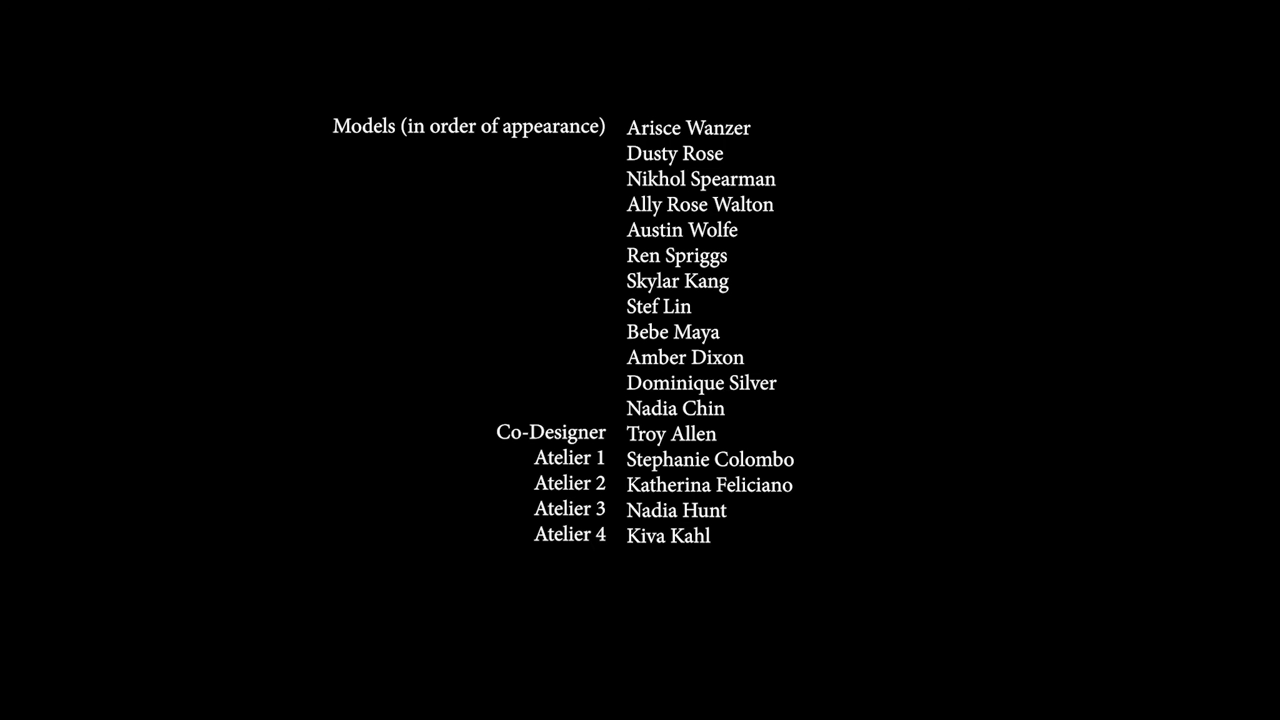 Models (in order of appearance) Arisce Wanzer
Dusty Rose
Nikhol Spearman
Ally Rose Walton
Austin Wolfe
Ren Spriggs
Skylar Kang
Stef Lin
Bebe Maya
Amber Dixon
Dominique Silver
Nadia Chin
Co-Designer Troy Allen
Atelier 1 Stephanie Colombo
Atelier 2 Katherina Feliciano
Atelier 3 Nadia Hunt
Atelier 4 Kiva Kahl